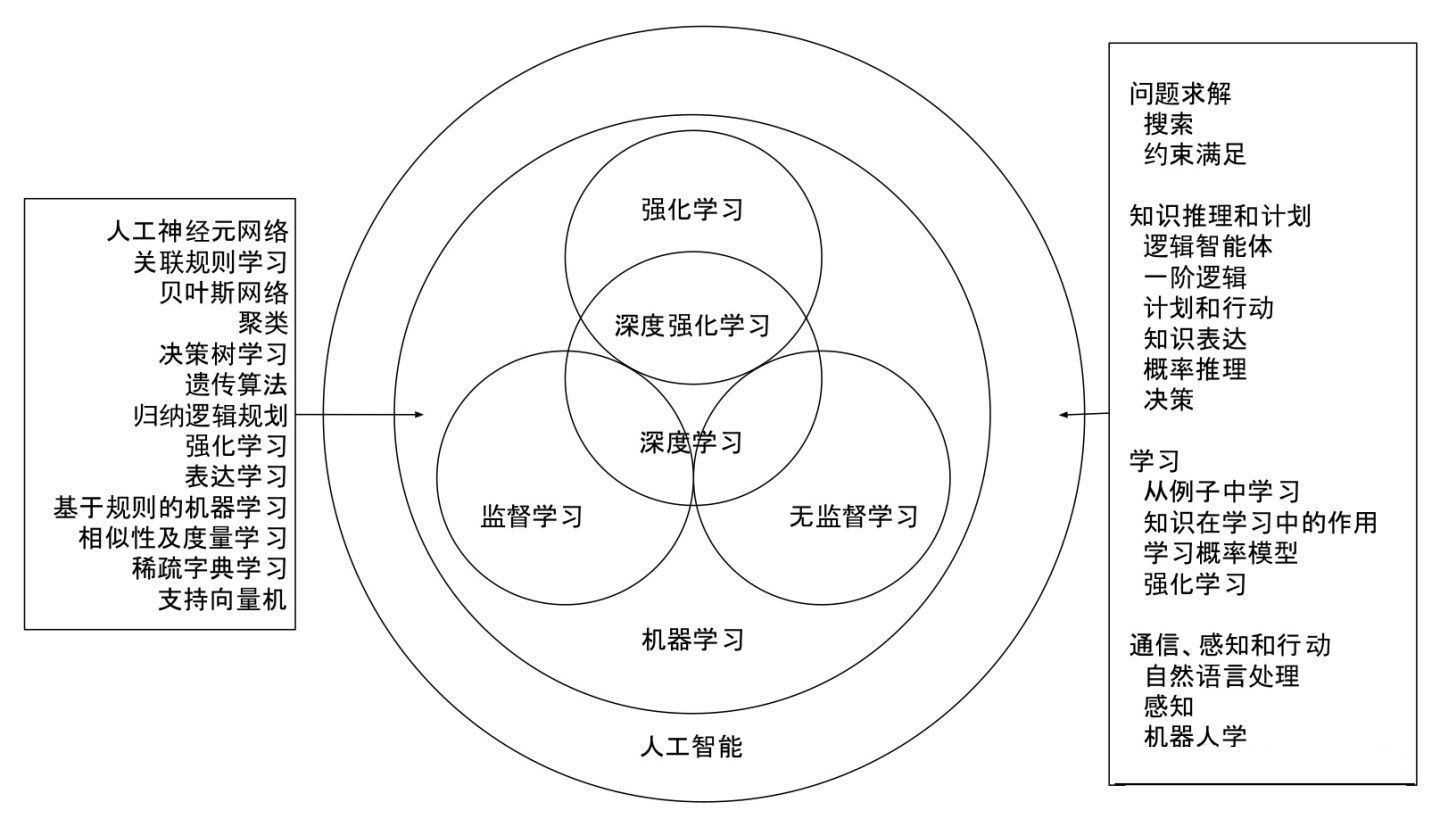 人工神经元网络
关联规则学习
贝叶斯网络
聚类
决策树学习
遗传算法
归纳逻辑规划
强化学习
表达学习
基于规则的机器学习
相似性及度量学习
稀疏字典学习
支持向量机
强化学习
深度强化学习
深度学习
监督学习
无监督学习
机器学习
人工智能
问题求解
搜索
约束满足
知识推理和计划
逻辑智能体
一阶逻辑
计划和行动
知识表达
概率推理
决策
学习
从例子中学习
知识在学习中的作用
学习概率模型
强化学习
通信、感知和行动
自然语言处理
感知
机器人学